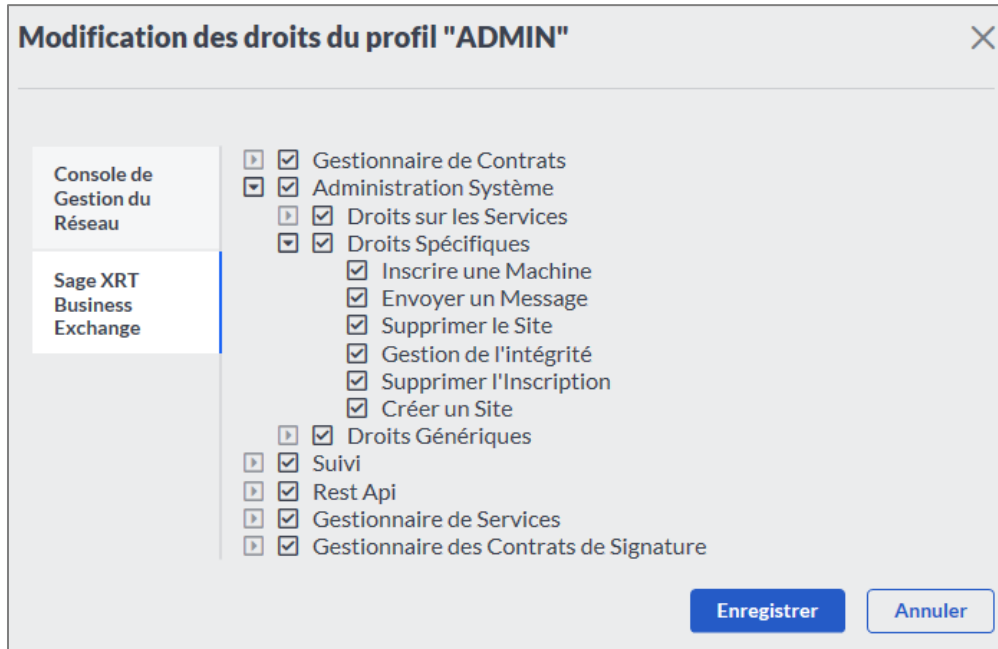 Modification des droits du profil "ADMIN"
Console de
Gestion du
Réseau
Sage XRT
Business
Exchange
Gestionnaire de Contrats
Administration Système
Droits sur les Services
Droits Spécifiques
Inscrire une Machine
Envoyer un Message
Supprimer le Site
Gestion de l'intégrité
Supprimer l'Inscription
Créer un Site
Droits Génériques
Suivi
Rest Api
Gestionnaire de Services
Gestionnaire des Contrats de Signature
Enregistrer
Annuler